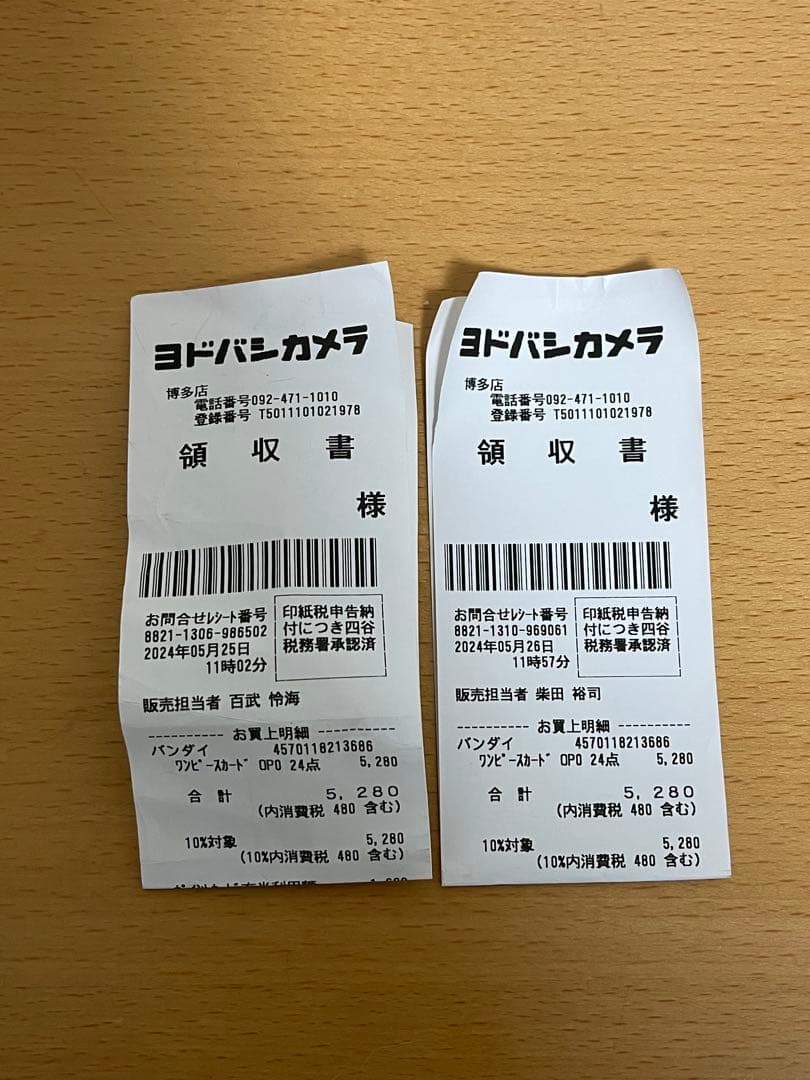 ヨドバシカメラ
博多店
電話番号092-471-1010
登録番号 T5011101021978
領 収 書
様
お問合せﾚｼｰﾄ番号
8821-1306-986502
2024年05月25日
11時02分
印紙税申告納
付につき四谷
税務署承認済
販売担当者 百武 怜海
---------- お買上明細 ----------
バンダイ 4570118213686
ﾜﾝﾋﾟｰｽｶｰﾄﾞ OPO 24点 5,280
合 計 5,280
(内消費税 480 含む)
10%対象 5,280
(10%内消費税 480 含む)
ヨドバシカメラ
博多店
電話番号092-471-1010
登録番号 T5011101021978
領 収 書
様
お問合せﾚｼｰﾄ番号
8821-1310-969061
2024年05月26日
11時57分
印紙税申告納
付につき四谷
税務署承認済
販売担当者 柴田 裕司
---------- お買上明細 ----------
バンダイ 4570118213686
ﾜﾝﾋﾟｰｽｶｰﾄﾞ OPO 24点 5,280
合 計 5,280
(内消費税 480 含む)
10%対象 5,280
(10%内消費税 480 含む)